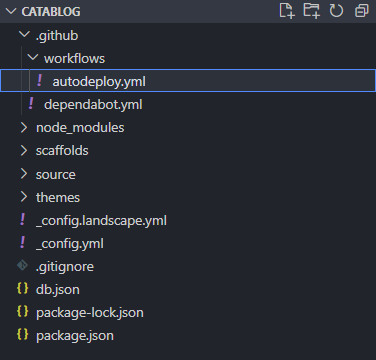 CATABLOG
.github
workflows
autodeploy.yml
dependabot.yml
node_modules
scaffolds
source
themes
_config.landscape.yml
_config.yml
.gitignore
db.json
package-lock.json
package.json